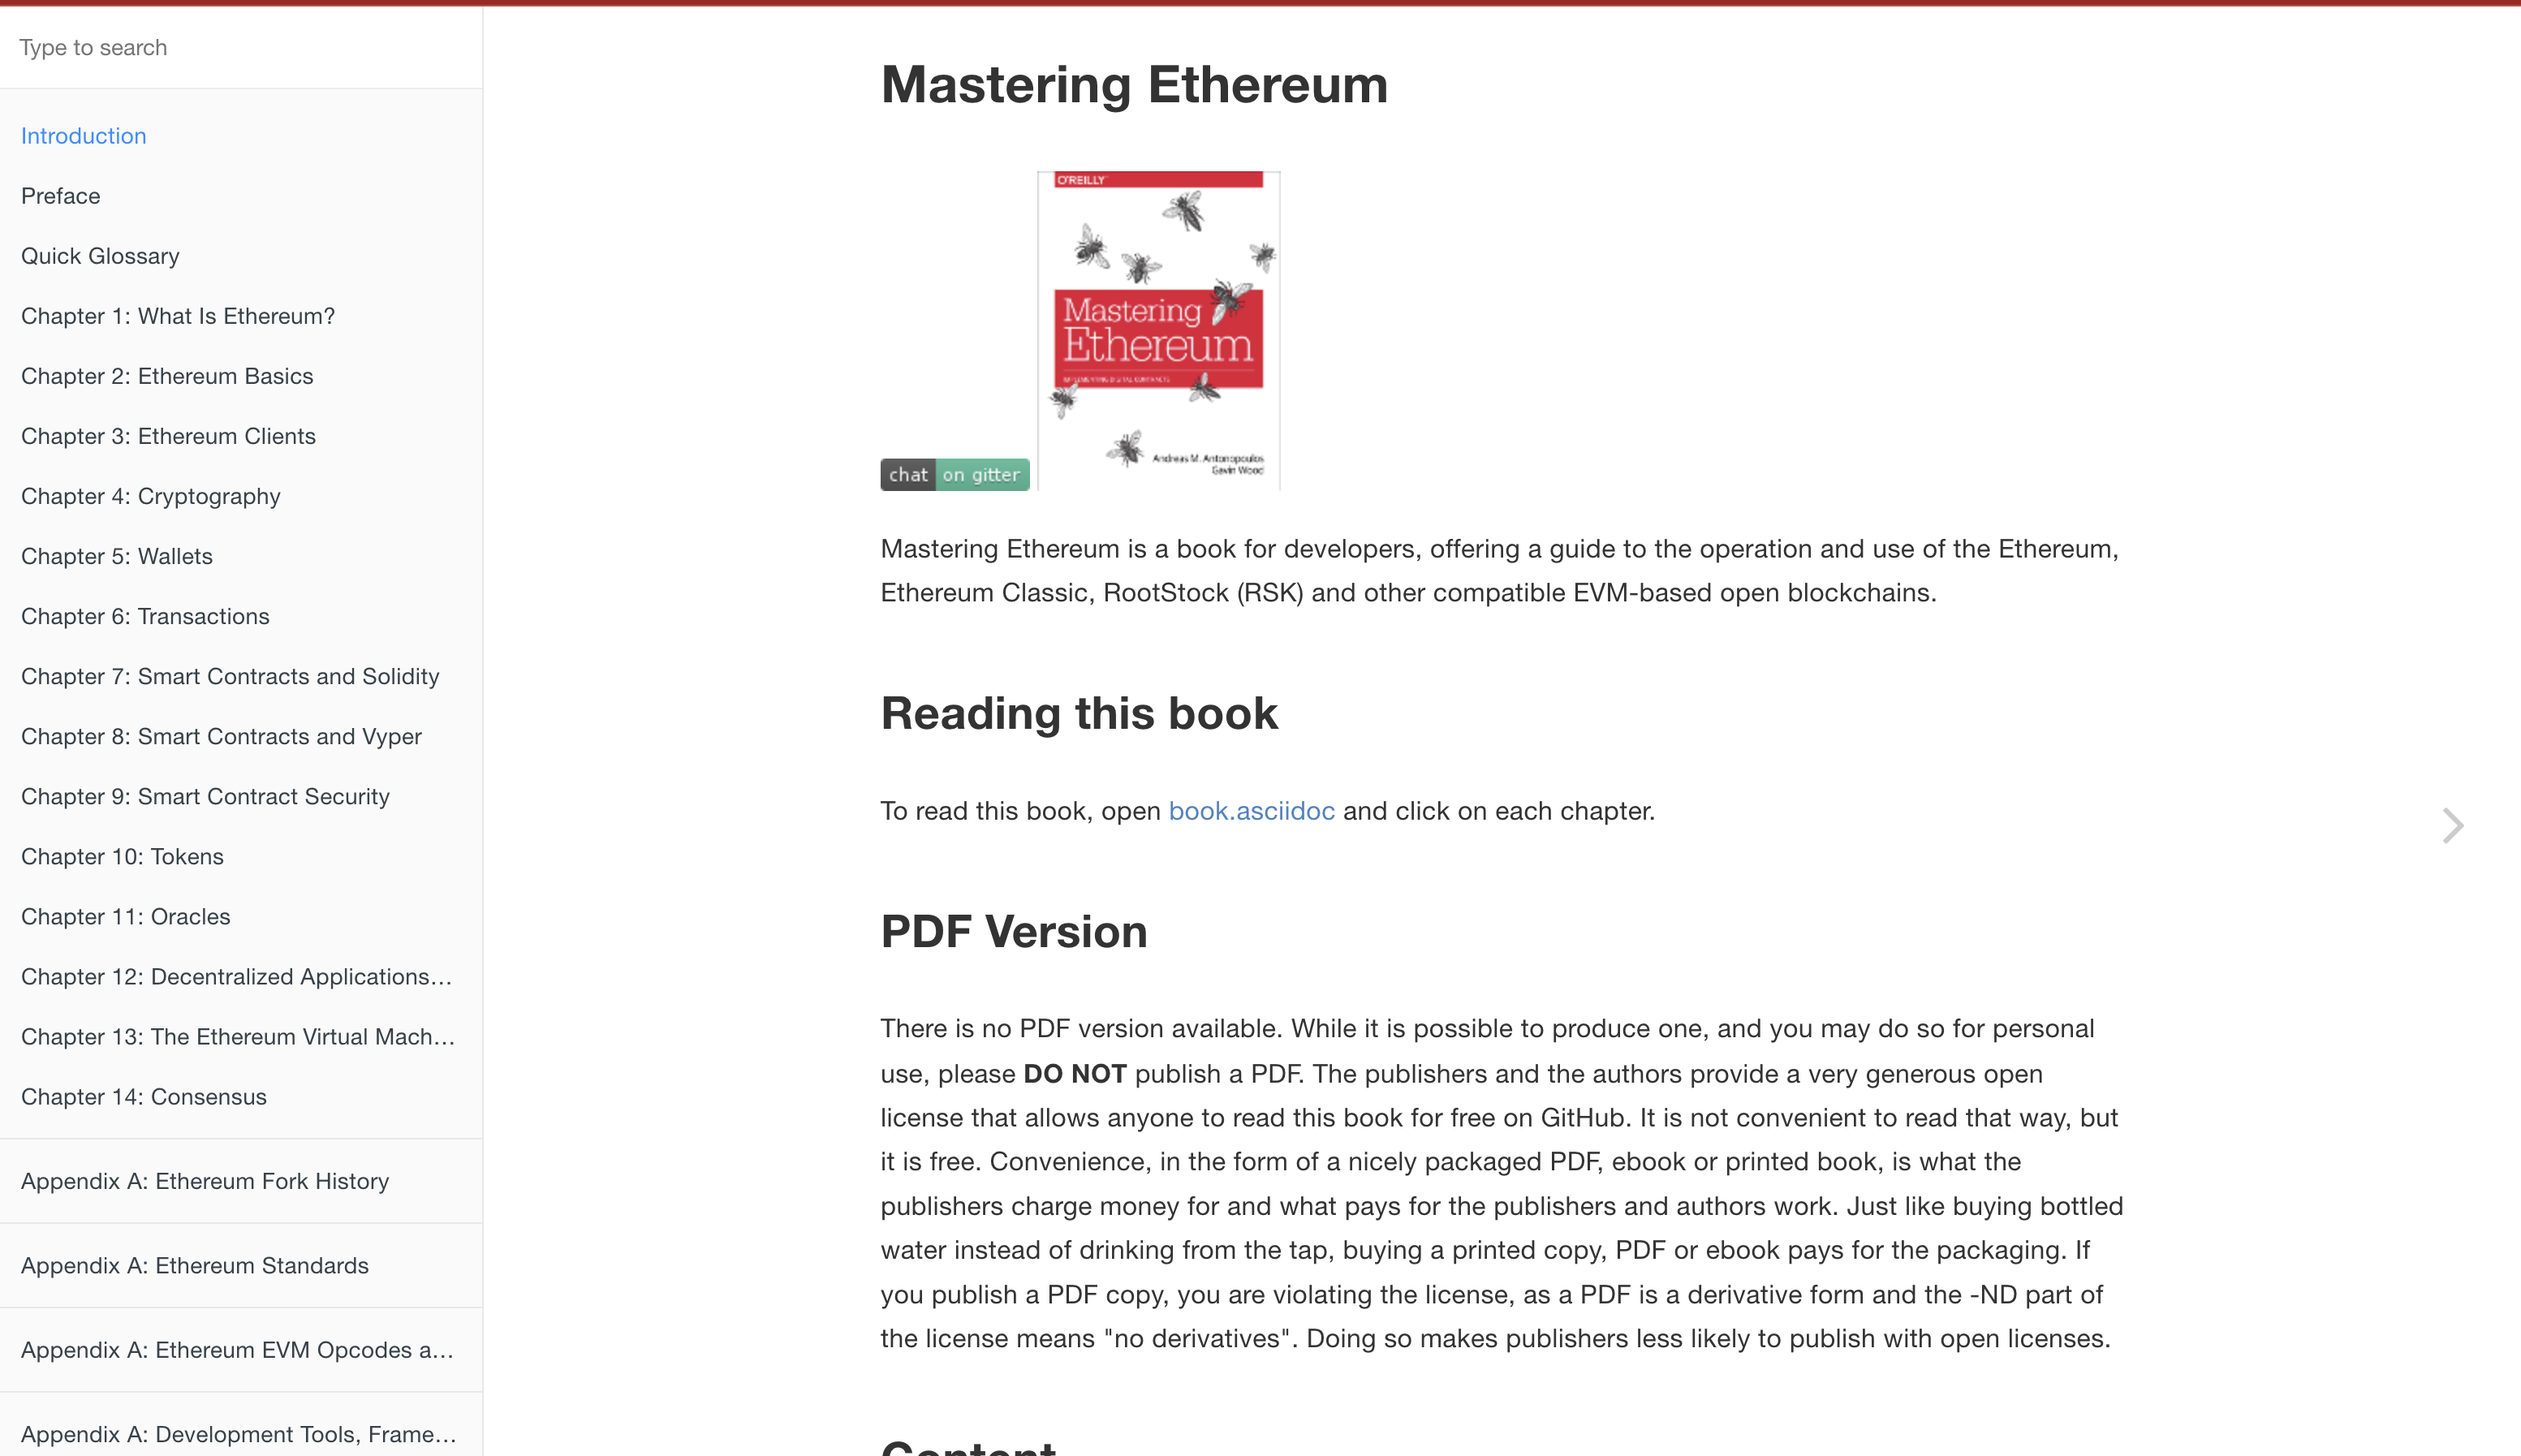 Type to search
Introduction
Preface
Quick Glossary
Chapter 1: What Is Ethereum?
Chapter 2: Ethereum Basics
Chapter 3: Ethereum Clients
Chapter 4: Cryptography
Chapter 5: Wallets
Chapter 6: Transactions
Chapter 7: Smart Contracts and Solidity
Chapter 8: Smart Contracts and Vyper
Chapter 9: Smart Contract Security
Chapter 10: Tokens
Chapter 11: Oracles
Chapter 12: Decentralized Applications…
Chapter 13: The Ethereum Virtual Mach…
Chapter 14: Consensus
Appendix A: Ethereum Fork History
Appendix A: Ethereum Standards
Appendix A: Ethereum EVM Opcodes a…
Appendix A: Development Tools, Frame…
Mastering Ethereum
O'REILLY
Mastering
Ethereum
IMPLEMENTING DIGITAL CONTRACTS
Andreas M. Antonopoulos
Gavin Wood
chat on gitter
Mastering Ethereum is a book for developers, offering a guide to the operation and use of the Ethereum,
Ethereum Classic, RootStock (RSK) and other compatible EVM-based open blockchains.
Reading this book
To read this book, open book.asciidoc and click on each chapter.
PDF Version
There is no PDF version available. While it is possible to produce one, and you may do so for personal
use, please DO NOT publish a PDF. The publishers and the authors provide a very generous open
license that allows anyone to read this book for free on GitHub. It is not convenient to read that way, but
it is free. Convenience, in the form of a nicely packaged PDF, ebook or printed book, is what the
publishers charge money for and what pays for the publishers and authors work. Just like buying bottled
water instead of drinking from the tap, buying a printed copy, PDF or ebook pays for the packaging. If
you publish a PDF copy, you are violating the license, as a PDF is a derivative form and the -ND part of
the license means "no derivatives". Doing so makes publishers less likely to publish with open licenses.
Content